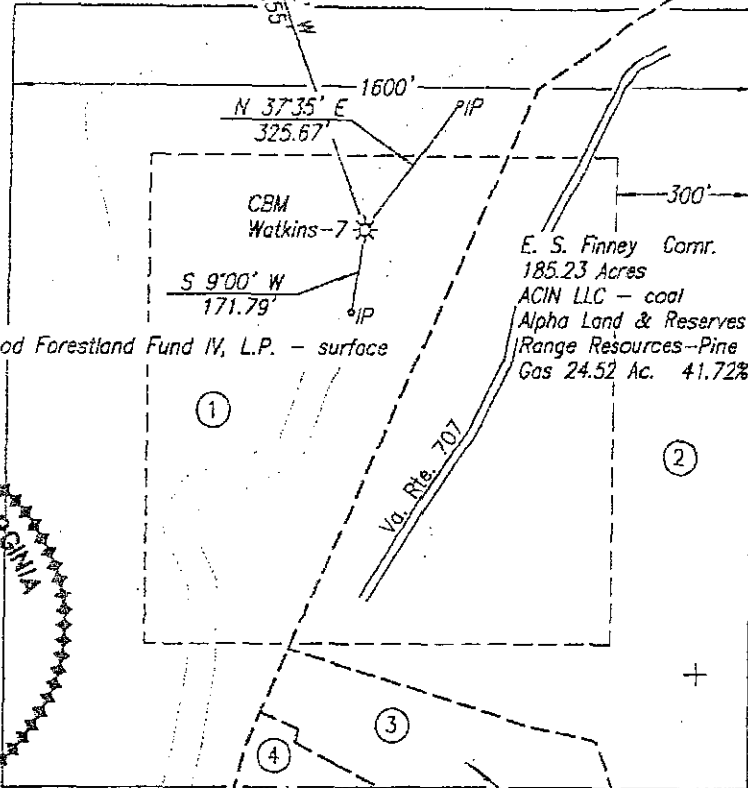 W
55'
1600'
N 37°35' E
325.67'
IP
CBM
Watkins-7
300'
E. S. Finney Comr.
185.23 Acres
ACIN LLC - coal
Alpha Land & Reserves
Range Resources-Pine
Gas 24.52 Ac. 41.72%
S 9°00' W
171.79'
IP
od Forestland Fund IV, L.P. - surface
1
2
Va. Rte. 707
GINIA
3
4